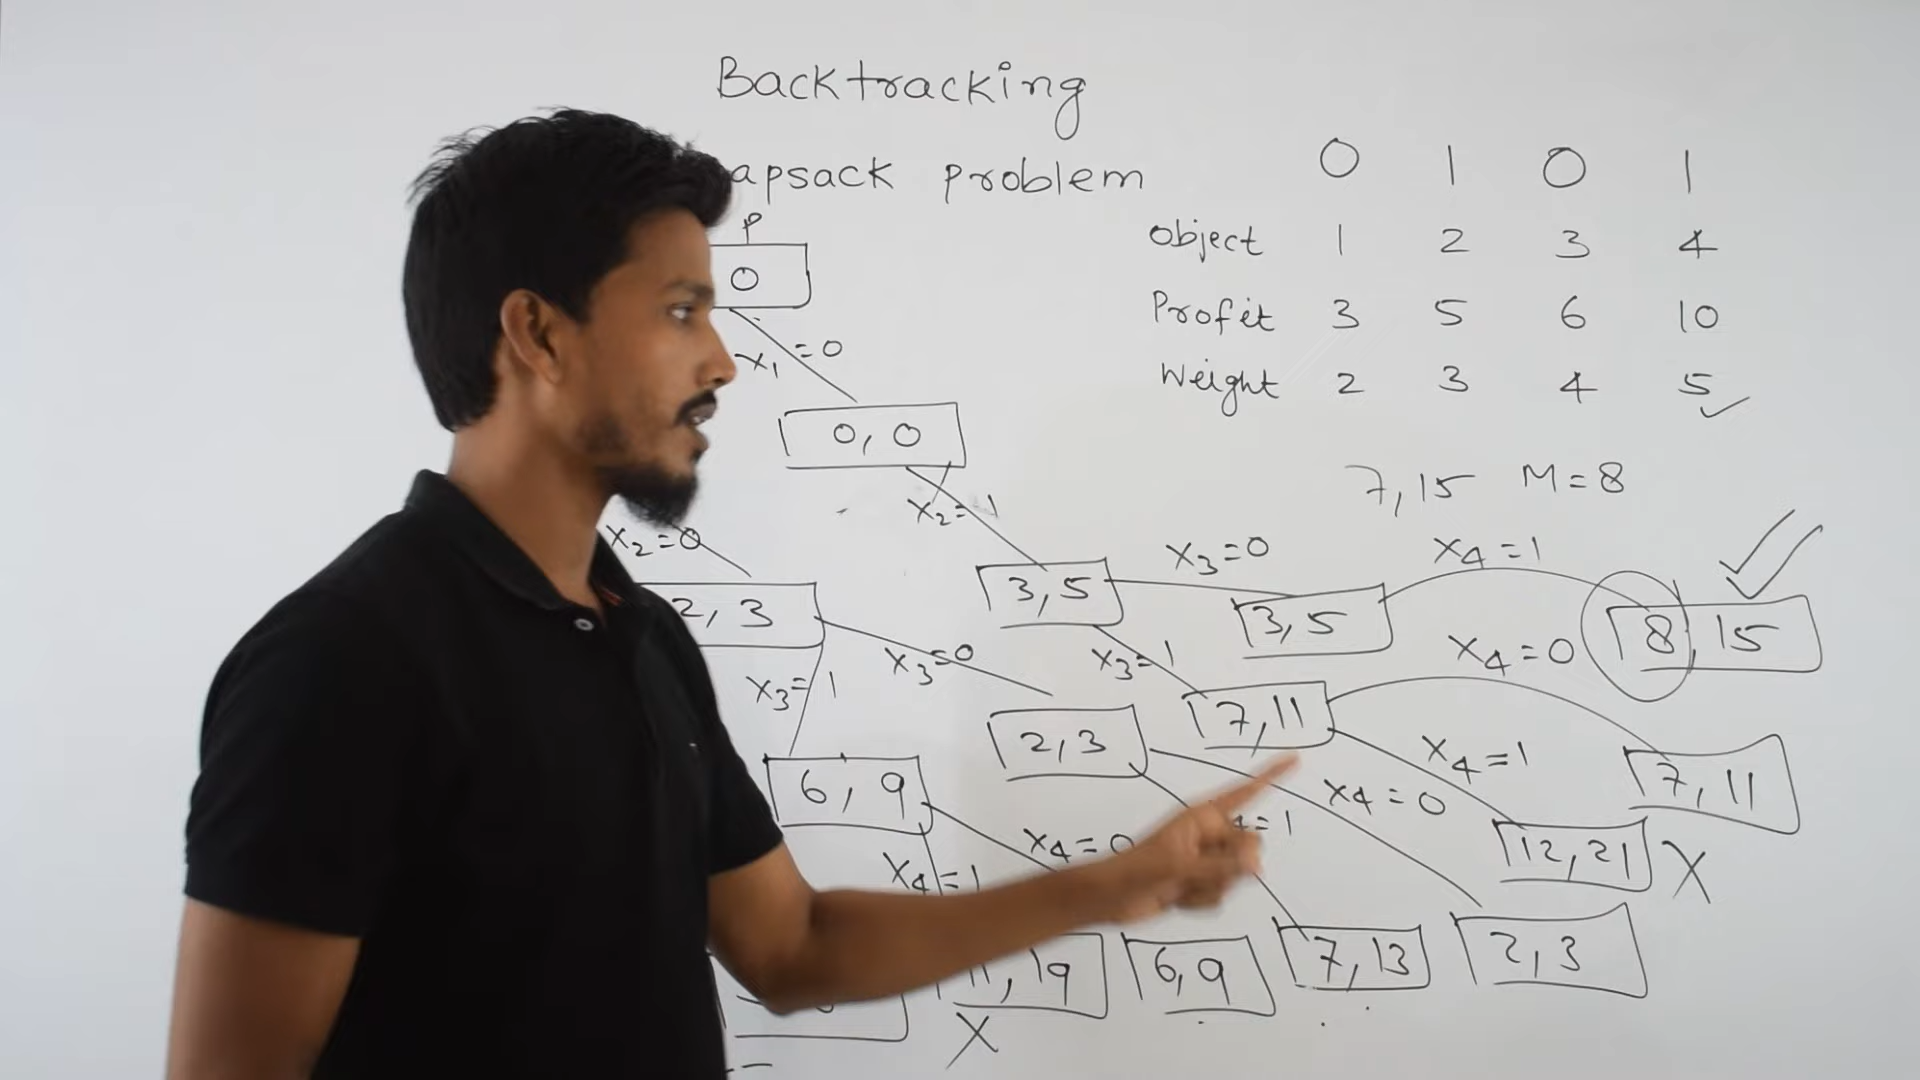 Backtracking
apsack problem
0 1 0 1
Object 1 2 3 4
Profit 3 5 6 10
Weight 2 3 4 5
P
0
x1 = 0
0, 0
7, 15 M = 8
x2 = 1
x2 = 0
x3 = 0
x4 = 1
2, 3
3, 5
3, 5
8, 15
x3 = 0
x3 = 1
x4 = 0
x3 = 1
2, 3
7, 11
x4 = 1
7, 11
6, 9
x4 = 0
x4 = 1
x4 = 0
x4 = 1
12, 21 X
11, 19
6, 9
7, 13
2, 3
X